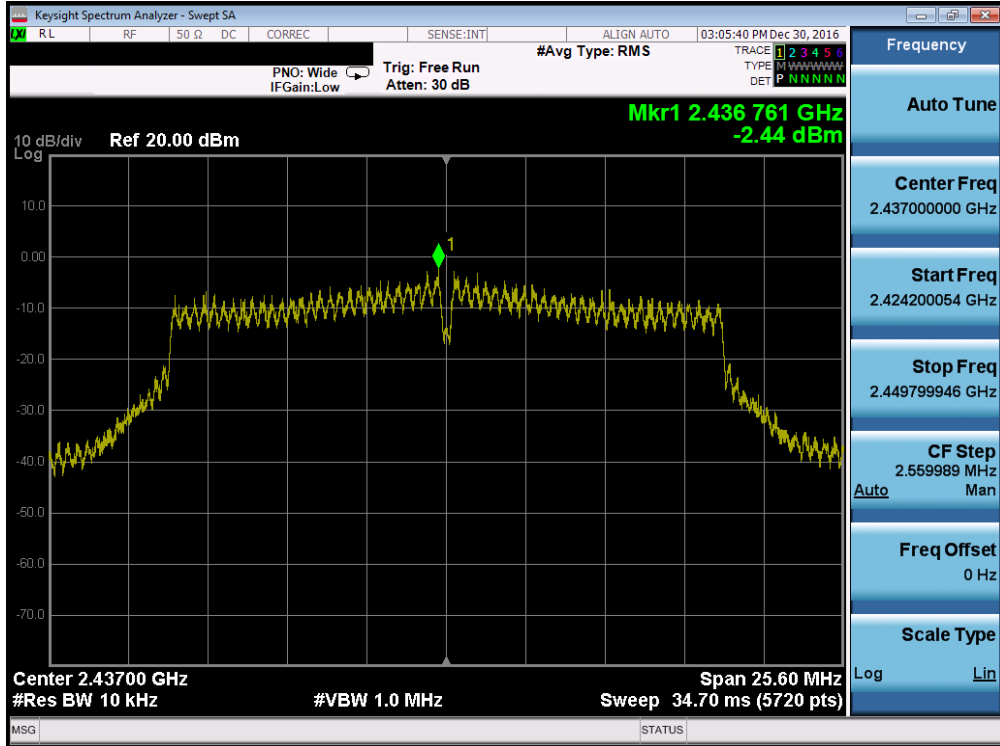 Keysight Spectrum Analyzer - Swept SA
LXI RL RF 50 Ω DC CORREC SENSE:INT ALIGN AUTO 03:05:40 PM Dec 30, 2016
#Avg Type: RMS
TRACE 1 2 3 4 5 6
TYPE M WWWWW
DET P N N N N N
PNO: Wide
IFGain:Low
Trig: Free Run
Atten: 30 dB
Mkr1 2.436 761 GHz
-2.44 dBm
10 dB/div Ref 20.00 dBm
Log
10.0
0.00
-10.0
-20.0
-30.0
-40.0
-50.0
-60.0
-70.0
1
Center 2.43700 GHz Span 25.60 MHz
#Res BW 10 kHz #VBW 1.0 MHz Sweep 34.70 ms (5720 pts)
MSG STATUS
Frequency
Auto Tune
Center Freq
2.437000000 GHz
Start Freq
2.424200054 GHz
Stop Freq
2.449799946 GHz
CF Step
2.559989 MHz
Auto Man
Freq Offset
0 Hz
Scale Type
Log Lin